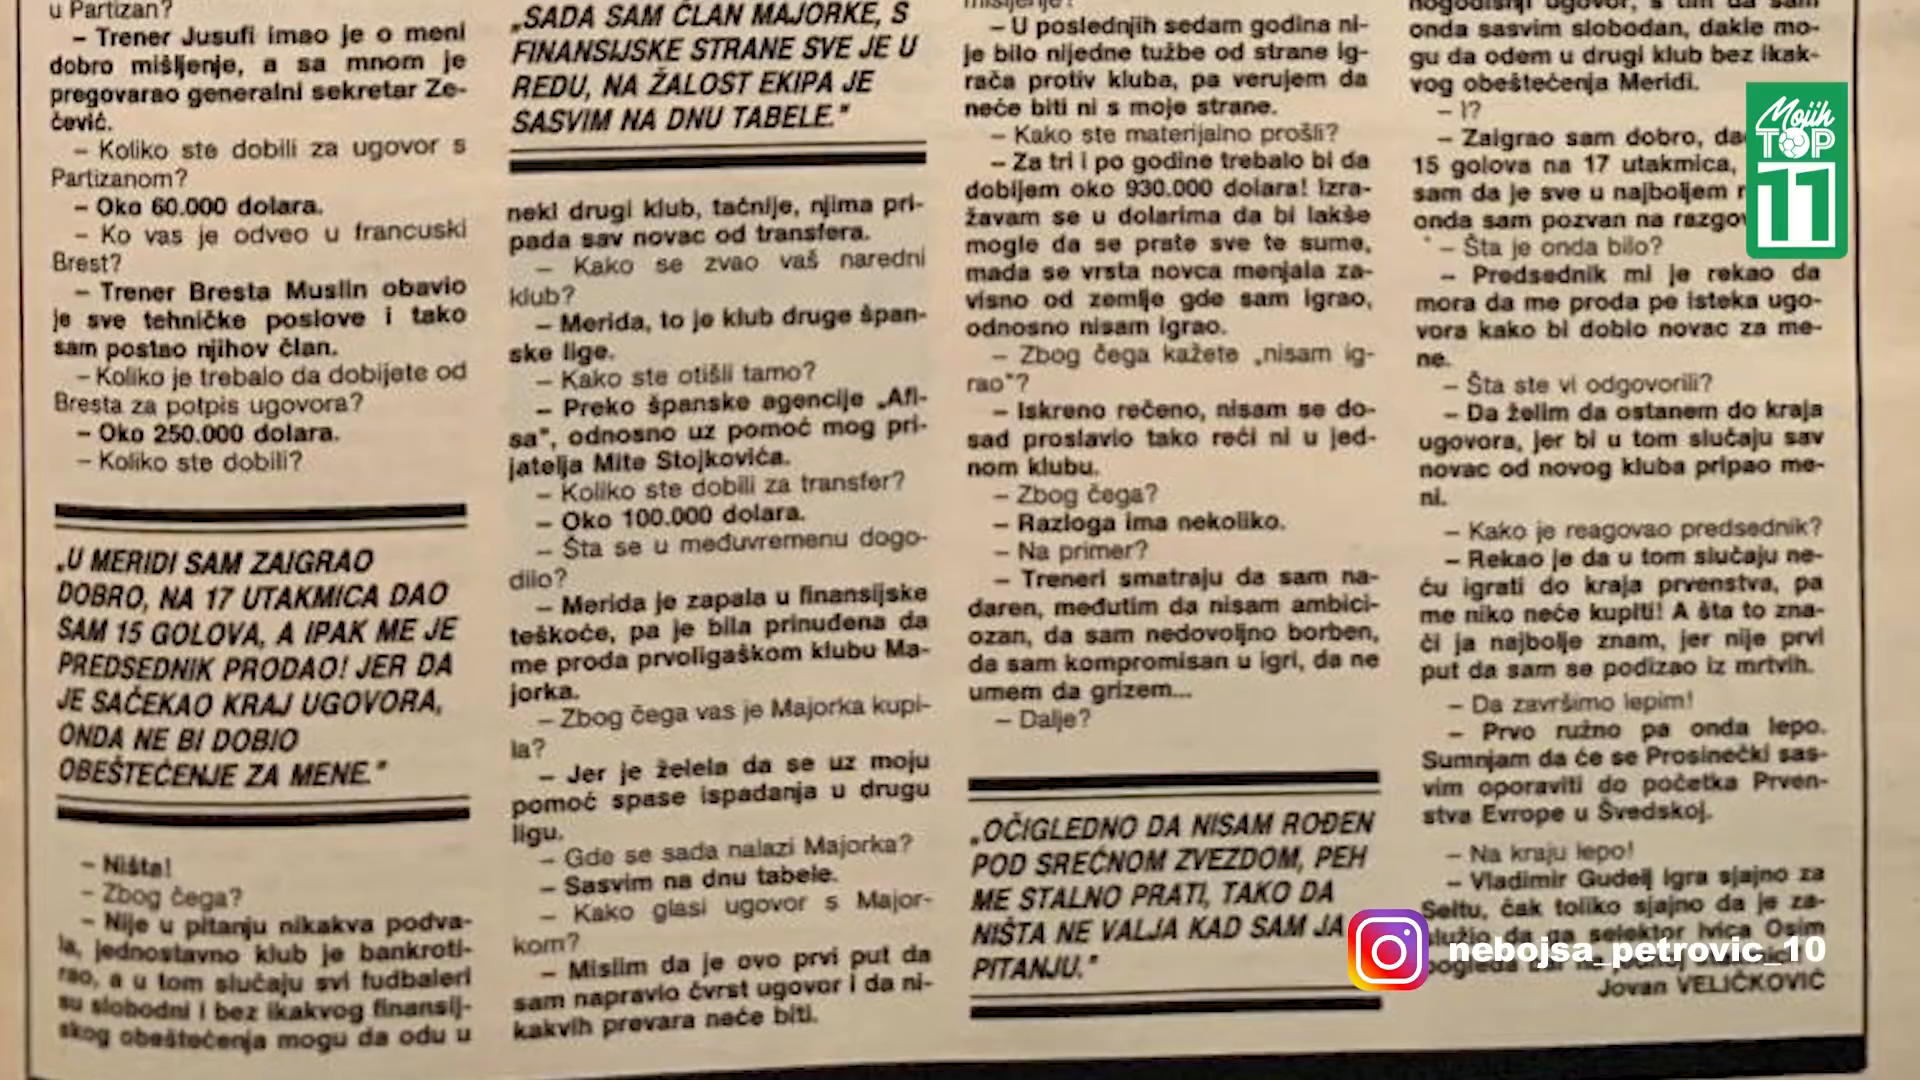 u Partizan?
– Trener Jusufi imao je o meni
dobro mišljenje, a sa mnom je
pregovarao generalni sekretar Ze-
čević.
– Koliko ste dobili za ugovor s
Partizanom?
– Oko 60.000 dolara.
– Ko vas je odveo u francuski
Brest?
– Trener Bresta Muslin obavio
je sve tehničke poslove i tako
sam postao njihov član.
– Koliko je trebalo da dobijete od
Bresta za potpis ugovora?
– Oko 250.000 dolara.
– Koliko ste dobili?
„U MERIDI SAM ZAIGRAO
DOBRO, NA 17 UTAKMICA DAO
SAM 15 GOLOVA, A IPAK ME JE
PREDSEDNIK PRODAO! JER DA
JE SAČEKAO KRAJ UGOVORA,
ONDA NE BI DOBIO
OBEŠTEĆENJE ZA MENE."
– Ništa!
– Zbog čega?
– Nije u pitanju nikakva podva-
la, jednostavno klub je bankroti-
rao, a u tom slučaju svi fudbaleri
su slobodni i bez ikakvog finansij-
skog obeštećenja mogu da odu u
„SADA SAM ČLAN MAJORKE, S
FINANSIJSKE STRANE SVE JE U
REDU, NA ŽALOST EKIPA JE
SASVIM NA DNU TABELE."
neki drugi klub, tačnije, njima pri-
pada sav novac od transfera.
– Kako se zvao vaš naredni
klub?
– Merida, to je klub druge špan-
ske lige.
– Kako ste otišli tamo?
– Preko španske agencije „Afi-
sa", odnosno uz pomoć mog pri-
jatelja Mite Stojkovića.
– Koliko ste dobili za transfer?
– Oko 100.000 dolara.
– Šta se u međuvremenu dogo-
dilo?
– Merida je zapala u finansijske
teškoće, pa je bila prinuđena da
me proda prvoligaškom klubu Ma-
jorka.
– Zbog čega vas je Majorka kupi-
la?
– Jer je želela da se uz moju
pomoć spase ispadanja u drugu
ligu.
– Gde se sada nalazi Majorka?
– Sasvim na dnu tabele.
– Kako glasi ugovor s Major-
kom?
– Mislim da je ovo prvi put da
sam napravio čvrst ugovor i da ni-
kakvih prevara neće biti.
mišljenje?
– U poslednjih sedam godina ni-
je bilo nijedne tužbe od strane ig-
rača protiv kluba, pa verujem da
neće biti ni s moje strane.
– Kako ste materijalno prošli?
– Za tri i po godine trebalo bi da
dobijem oko 930.000 dolara! Izra-
žavam se u dolarima da bi lakše
mogle da se prate sve te sume,
mada se vrsta novca menjala za-
visno od zemlje gde sam igrao,
odnosno nisam igrao.
– Zbog čega kažete „nisam ig-
rao"?
– Iskreno rečeno, nisam se do-
sad proslavio tako reći ni u jed-
nom klubu.
– Zbog čega?
– Razloga ima nekoliko.
– Na primer?
– Treneri smatraju da sam na-
daren, međutim da nisam ambici-
ozan, da sam nedovoljno borben,
da sam kompromisan u igri, da ne
umem da grizem...
– Dalje?
„OČIGLEDNO DA NISAM ROĐEN
POD SREĆNOM ZVEZDOM, PEH
ME STALNO PRATI, TAKO DA
NIŠTA NE VALJA KAD SAM JA
PITANJU."
nogodišnji ugovor, s tim da sam
onda sasvim slobodan, dakle mo-
gu da odem u drugi klub bez ikak-
vog obeštećenja Meridi.
– I?
– Zaigrao sam dobro, dao
15 golova na 17 utakmica,
sam da je sve u najboljem r
onda sam pozvan na razgov
– Šta je onda bilo?
– Predsednik mi je rekao da
mora da me proda pe isteka ugo-
vora kako bi dobio novac za me-
ne.
– Šta ste vi odgovorili?
– Da želim da ostanem do kraja
ugovora, jer bi u tom slučaju sav
novac od novog kluba pripao me-
ni.
– Kako je reagovao predsednik?
– Rekao je da u tom slučaju ne-
ću igrati do kraja prvenstva, pa
me niko neće kupiti! A šta to zna-
či ja najbolje znam, jer nije prvi
put da sam se podizao iz mrtvih.
– Da završimo lepim!
– Prvo ružno pa onda lepo.
Sumnjam da će se Prosinečki sas-
vim oporaviti do početka Prven-
stva Evrope u Švedskoj.
– Na kraju lepo!
– Vladimir Gudelj igra sjajno za
Seltu, čak toliko sjajno da je za-
služio da ga selektor Ivica Osim
pogleda
Jovan VELIČKOVIĆ
Mojih
TOP
11
nebojsa_petrovic_10